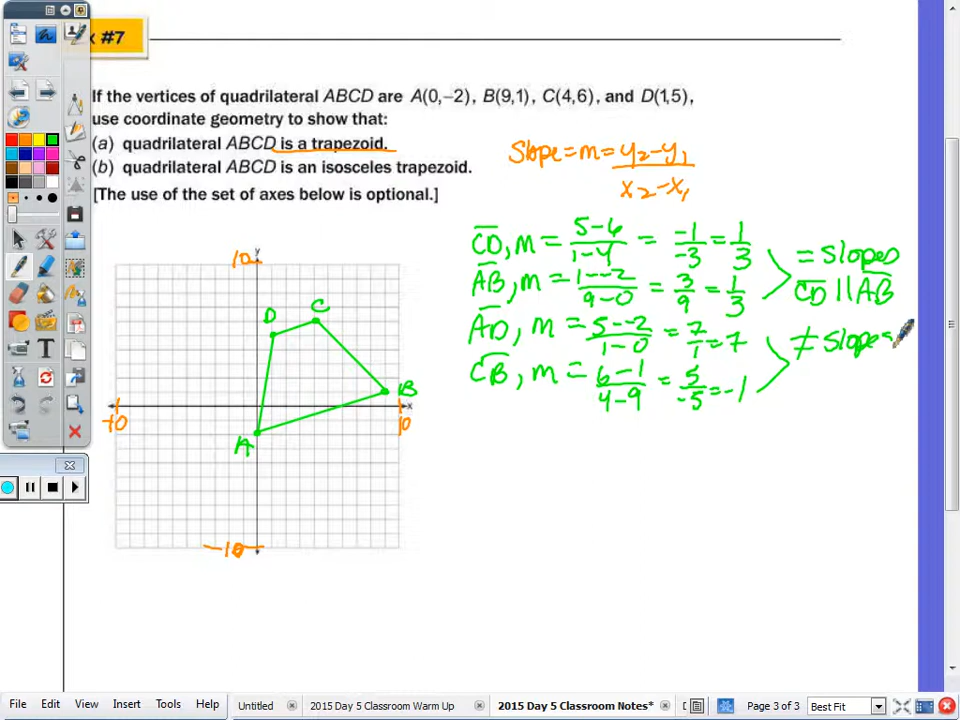 x #7
If the vertices of quadrilateral ABCD are A(0,–2), B(9,1), C(4,6), and D(1,5),
use coordinate geometry to show that:
(a) quadrilateral ABCD is a trapezoid.
(b) quadrilateral ABCD is an isosceles trapezoid.
[The use of the set of axes below is optional.]
Slope = m = y₂ – y₁
x₂ – x₁
CD, m = 5-6/1-4 = -1/-3 = 1/3
AB, m = 1--2/9-0 = 3/9 = 1/3
= slopes
CD || AB
AD, m = 5--2/1-0 = 7/1 = 7
CB, m = 6-1/4-9 = 5/-5 = -1
≠ slopes
10
y
D
C
B
-10
10
x
A
-10
T
File Edit View Insert Tools Help
Untitled
2015 Day 5 Classroom Warm Up
2015 Day 5 Classroom Notes*
Page 3 of 3
Best Fit